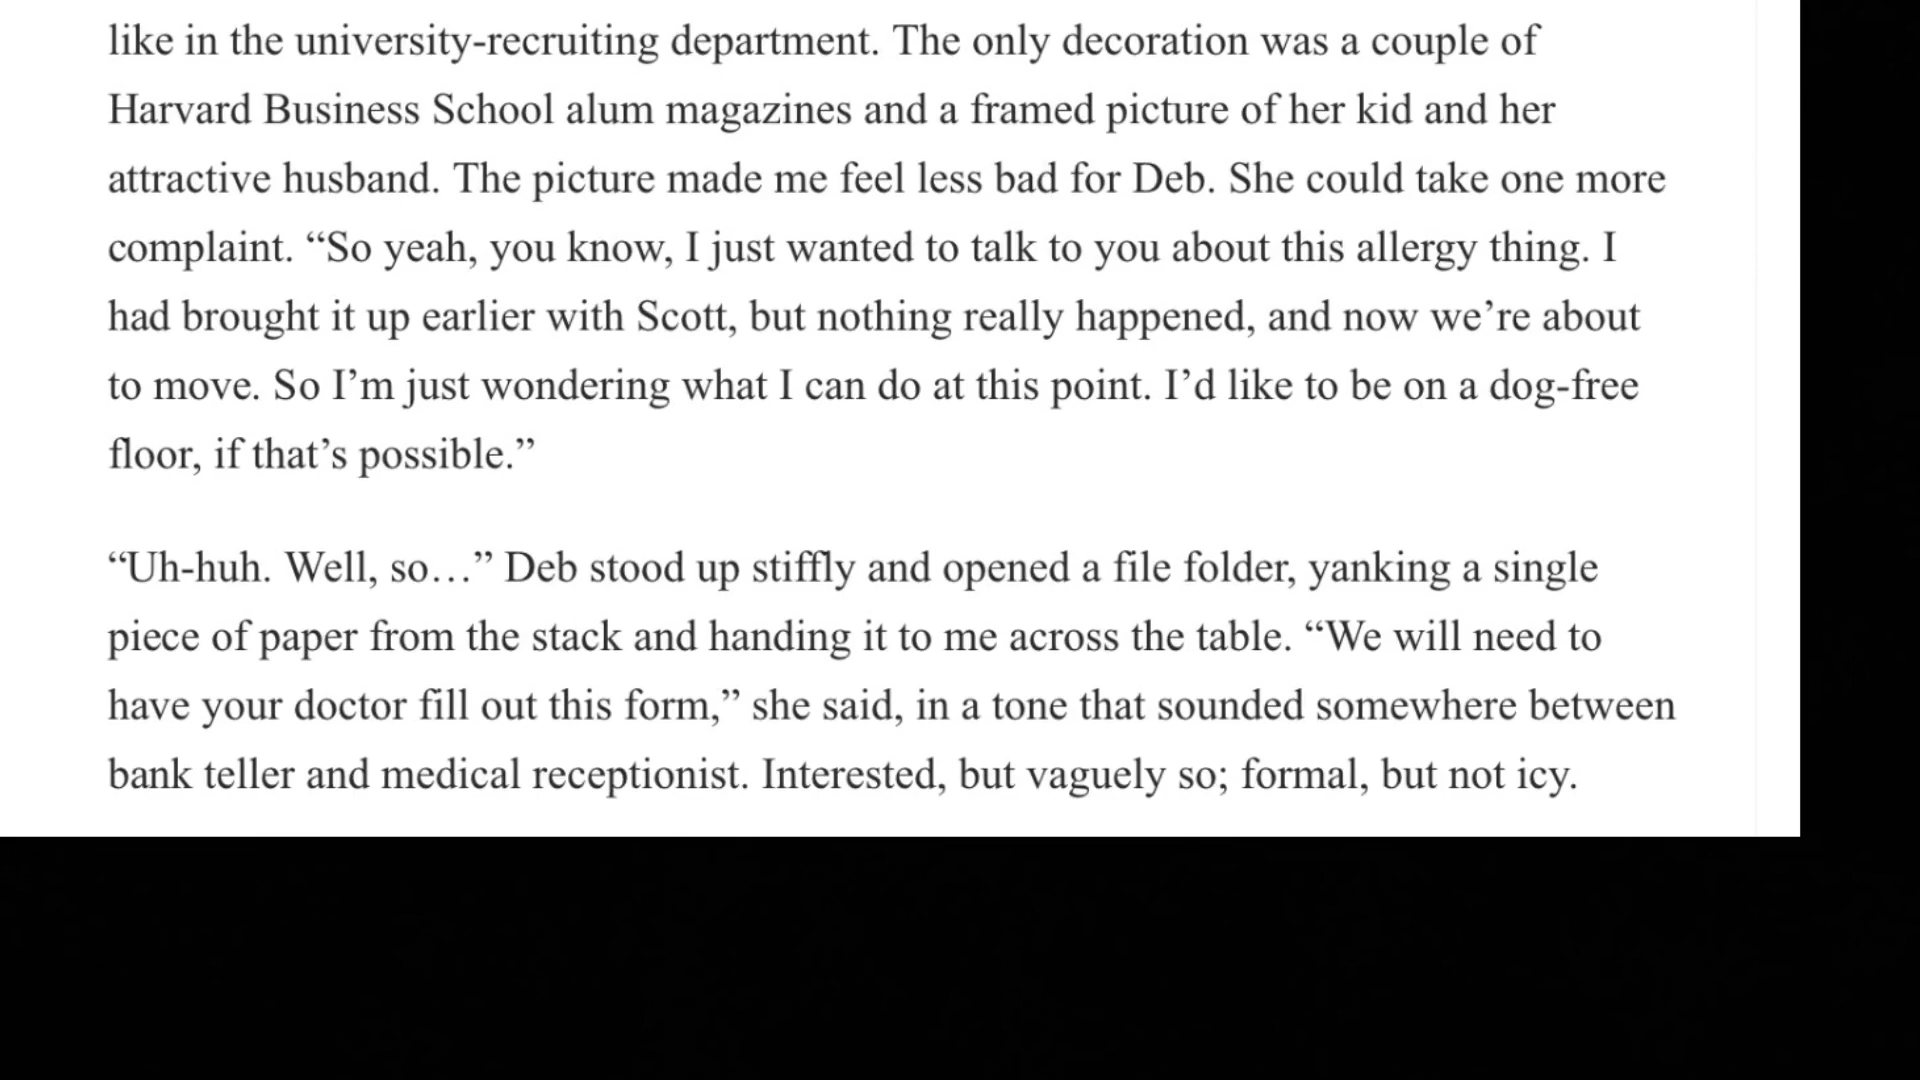 like in the university-recruiting department. The only decoration was a couple of
Harvard Business School alum magazines and a framed picture of her kid and her
attractive husband. The picture made me feel less bad for Deb. She could take one more
complaint. “So yeah, you know, I just wanted to talk to you about this allergy thing. I
had brought it up earlier with Scott, but nothing really happened, and now we’re about
to move. So I’m just wondering what I can do at this point. I’d like to be on a dog-free
floor, if that’s possible.”
“Uh-huh. Well, so…” Deb stood up stiffly and opened a file folder, yanking a single
piece of paper from the stack and handing it to me across the table. “We will need to
have your doctor fill out this form,” she said, in a tone that sounded somewhere between
bank teller and medical receptionist. Interested, but vaguely so; formal, but not icy.